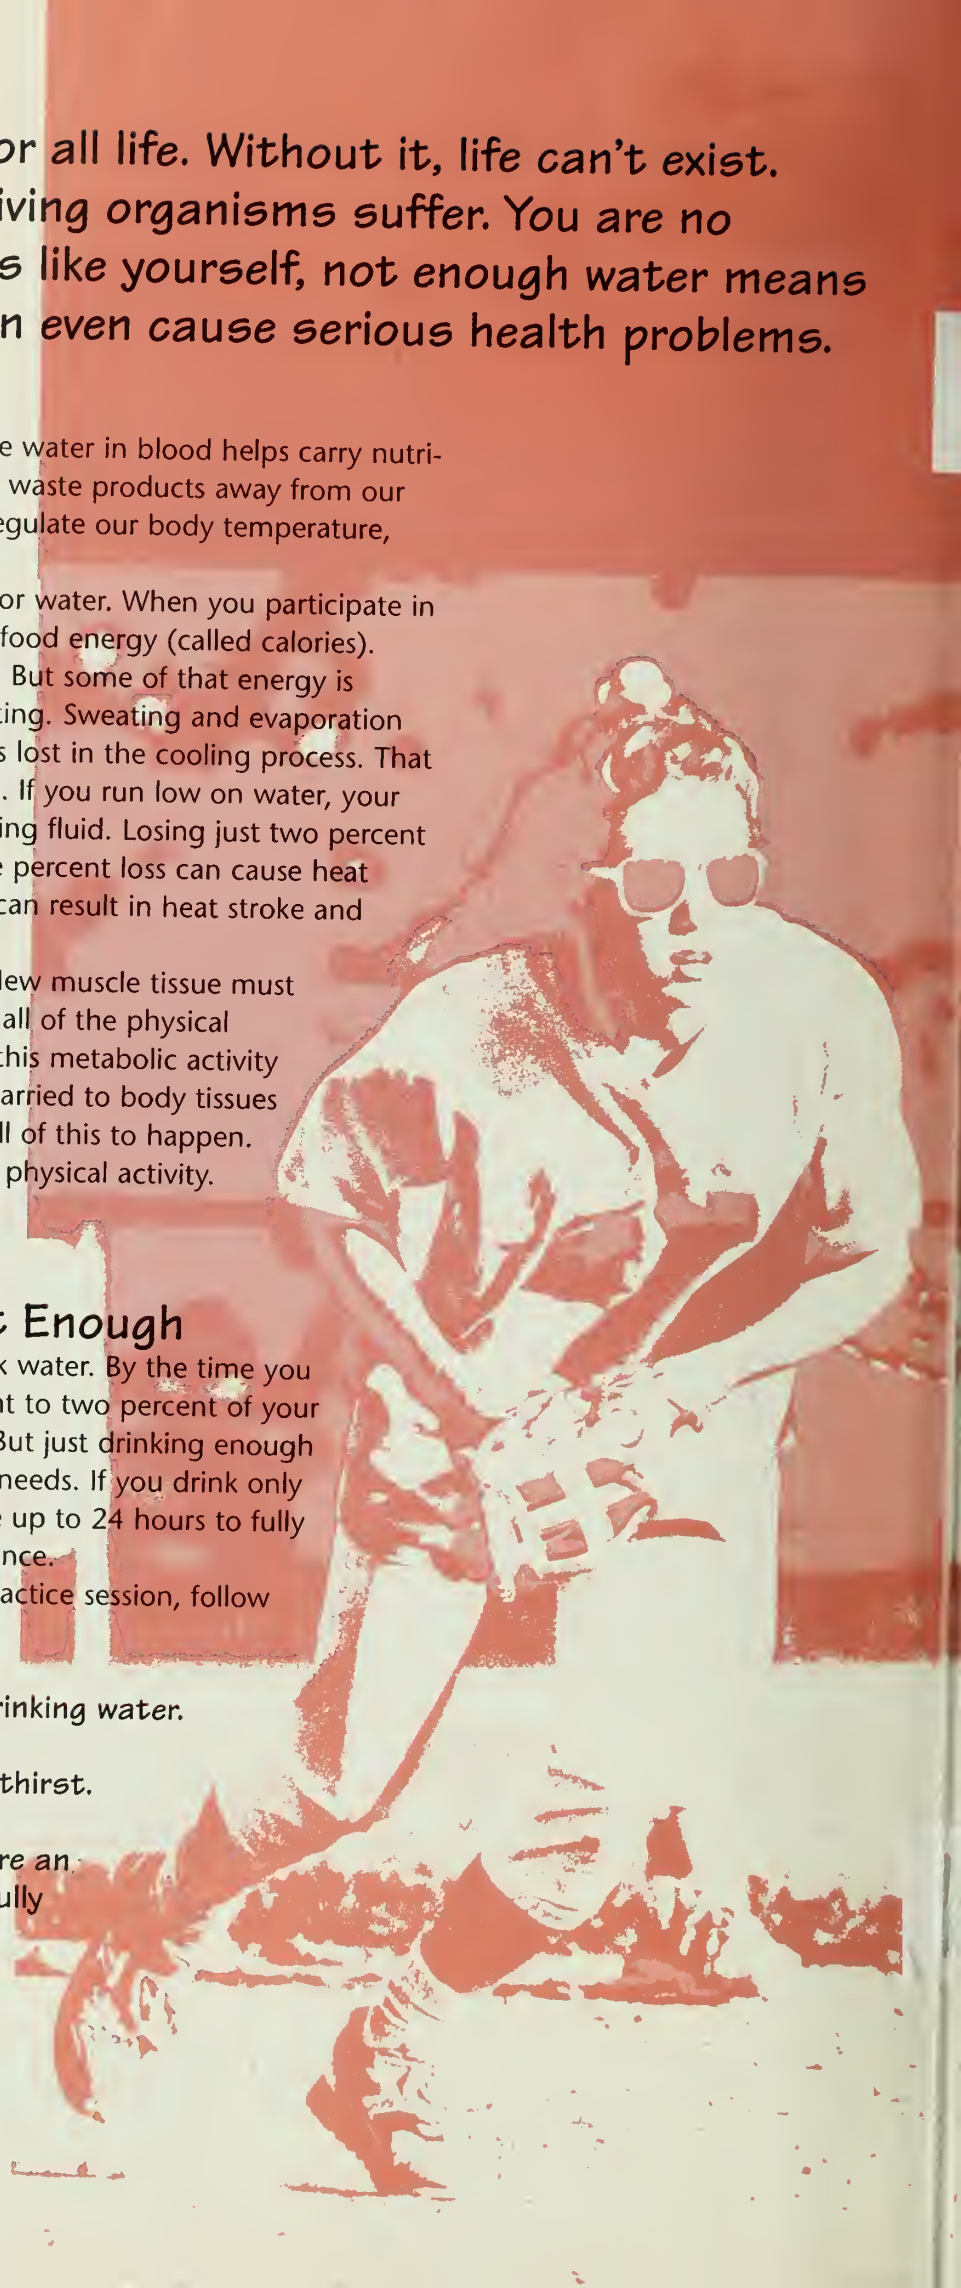 or all life. Without it, life can't exist.
iving organisms suffer. You are no
s like yourself, not enough water means
n even cause serious health problems.
e water in blood helps carry nutri-
waste products away from our
egulate our body temperature,
or water. When you participate in
food energy (called calories).
But some of that energy is
ting. Sweating and evaporation
s lost in the cooling process. That
. If you run low on water, your
ing fluid. Losing just two percent
e percent loss can cause heat
can result in heat stroke and
lew muscle tissue must
all of the physical
this metabolic activity
arried to body tissues
ll of this to happen.
physical activity.
t Enough
k water. By the time you
nt to two percent of your
But just drinking enough
needs. If you drink only
e up to 24 hours to fully
nce.
actice session, follow
rinking water.
thirst.
re an
ully